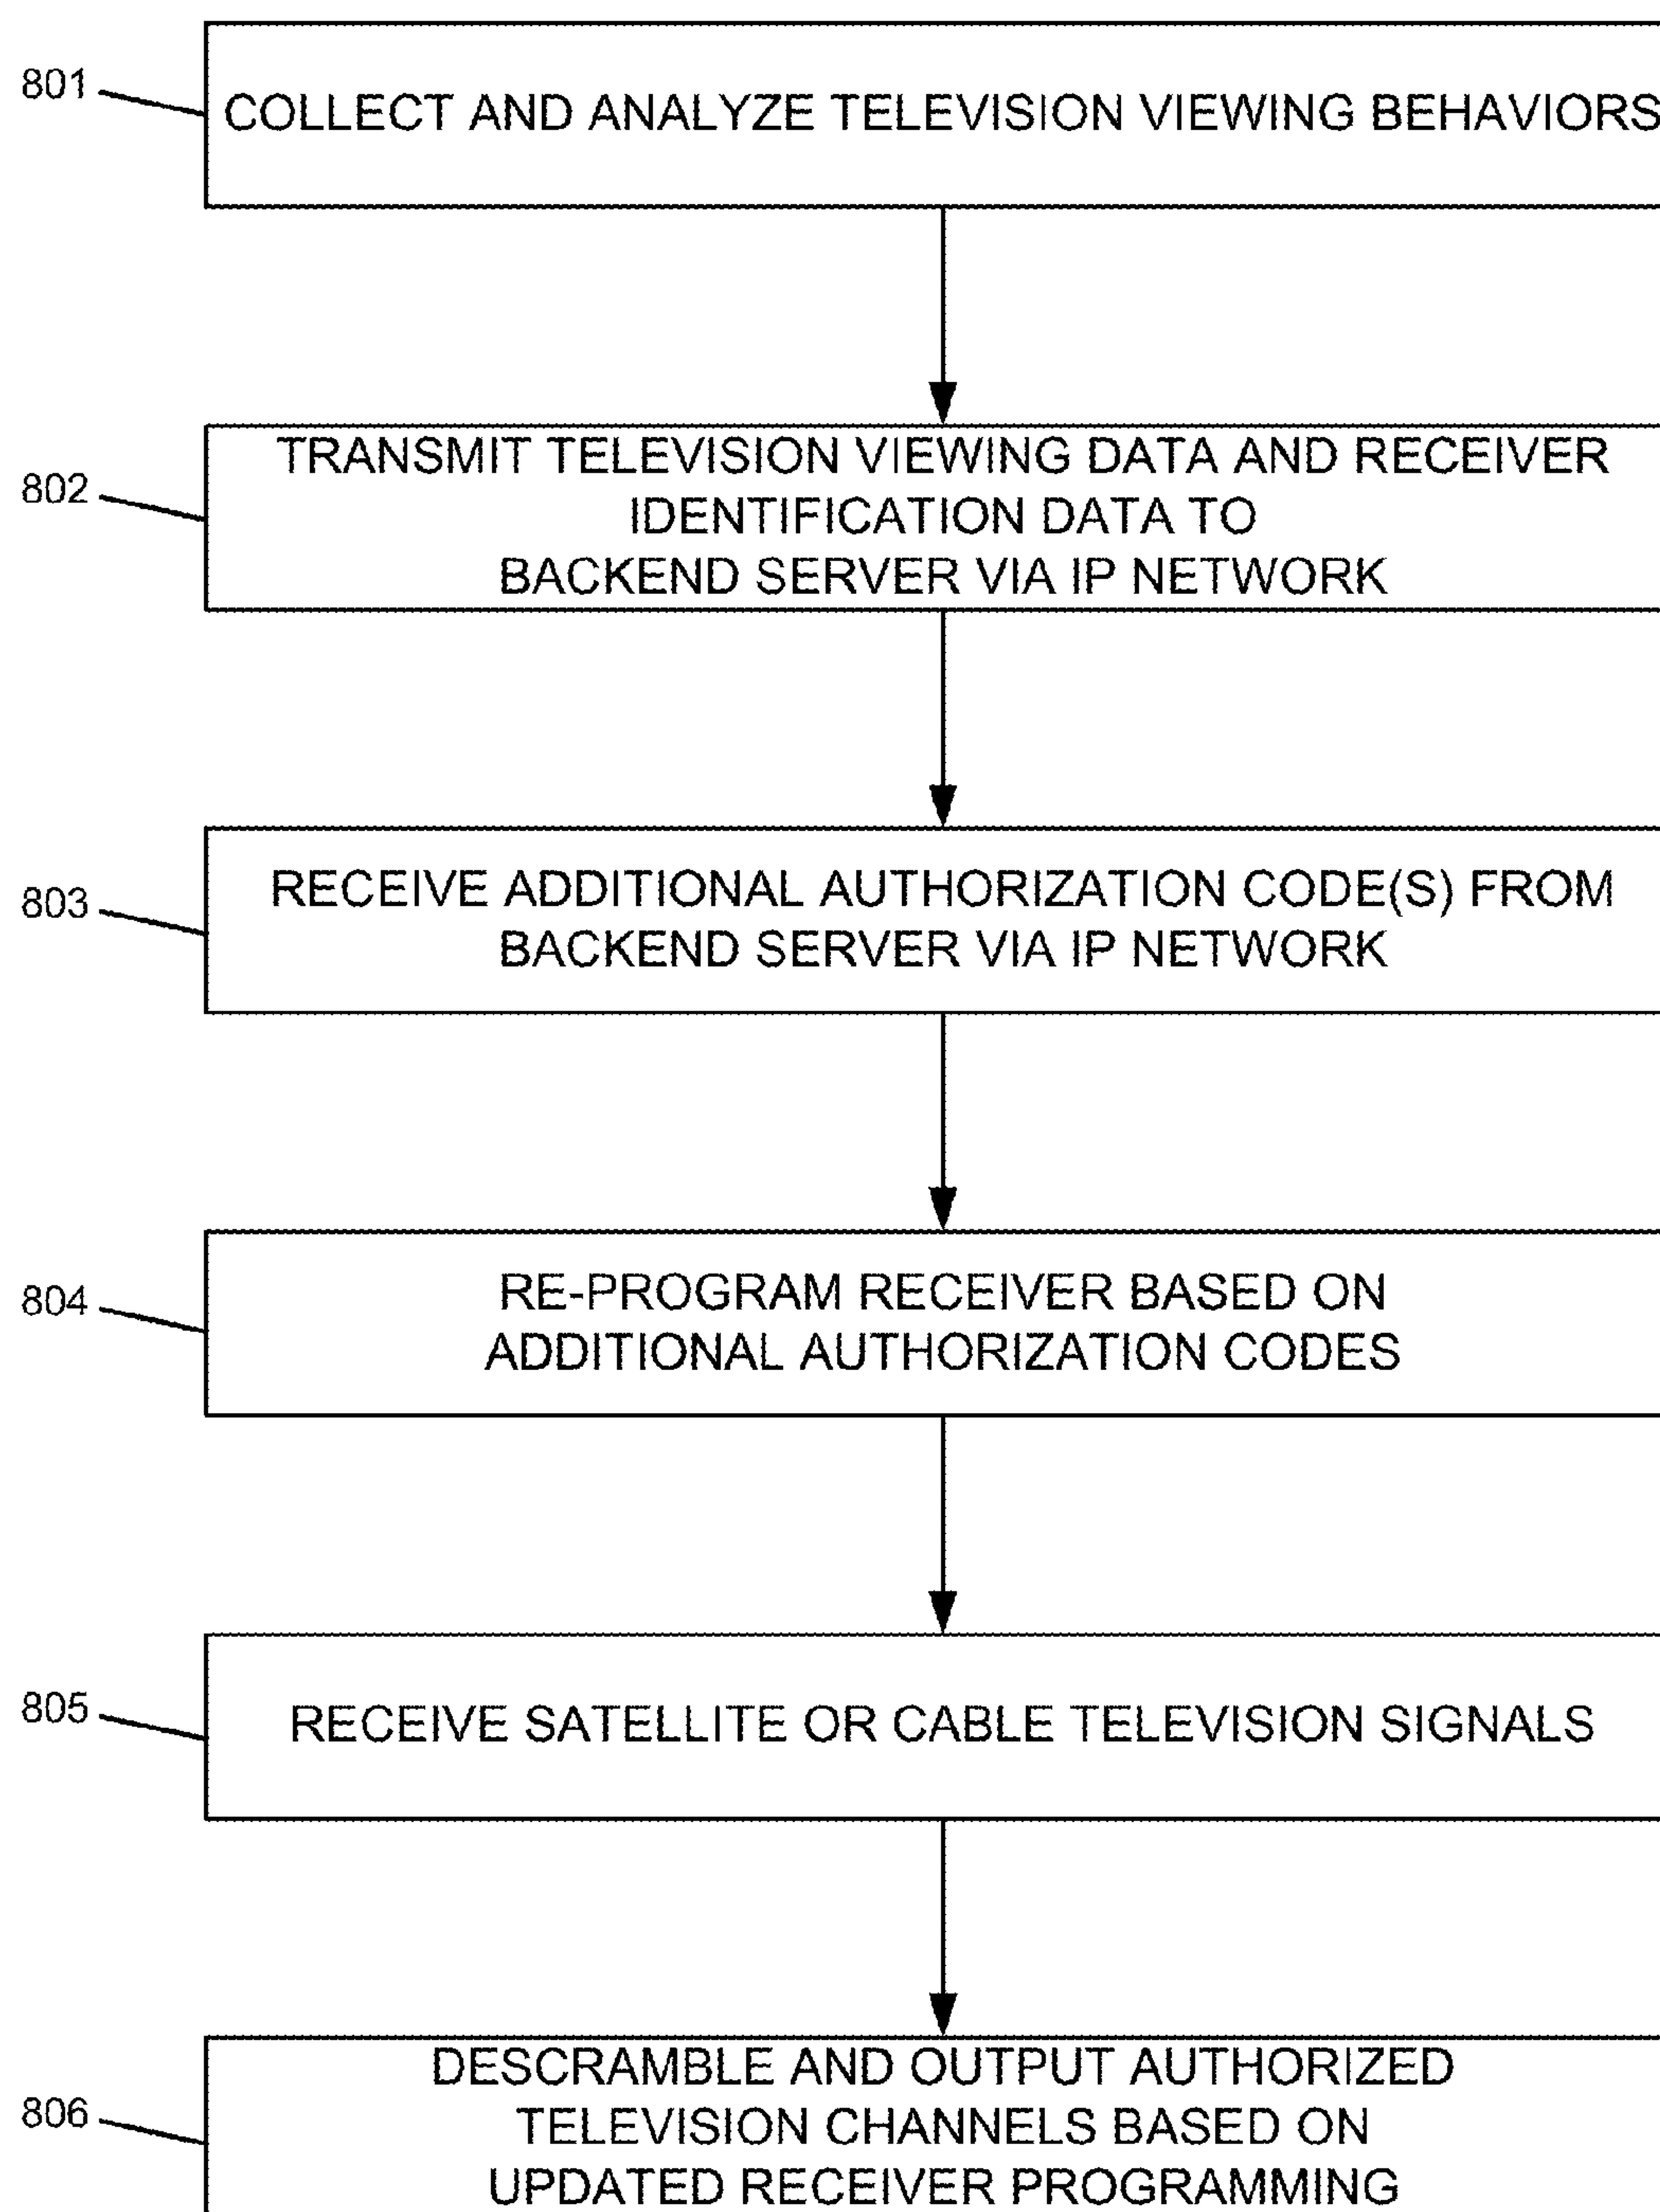 801
COLLECT AND ANALYZE TELEVISION VIEWING BEHAVIORS
802
TRANSMIT TELEVISION VIEWING DATA AND RECEIVER
IDENTIFICATION DATA TO
BACKEND SERVER VIA IP NETWORK
803
RECEIVE ADDITIONAL AUTHORIZATION CODE(S) FROM
BACKEND SERVER VIA IP NETWORK
804
RE-PROGRAM RECEIVER BASED ON
ADDITIONAL AUTHORIZATION CODES
805
RECEIVE SATELLITE OR CABLE TELEVISION SIGNALS
806
DESCRAMBLE AND OUTPUT AUTHORIZED
TELEVISION CHANNELS BASED ON
UPDATED RECEIVER PROGRAMMING